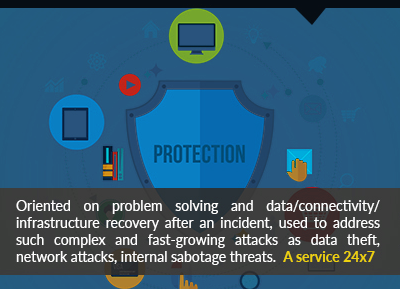 PROTECTION
Oriented on problem solving and data/connectivity/
infrastructure recovery after an incident, used to address
such complex and fast-growing attacks as data theft,
network attacks, internal sabotage threats. A service 24x7